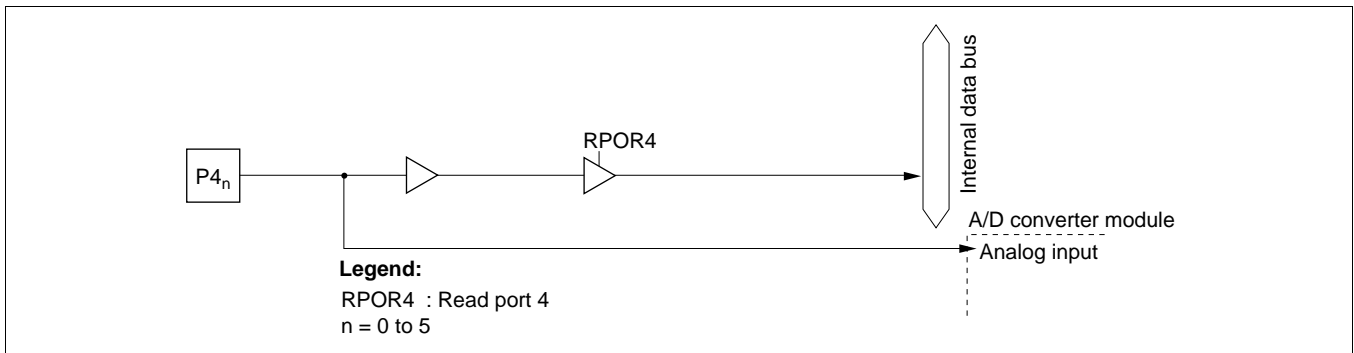 RPOR4
P4n
Internal data bus
A/D converter module
Analog input
Legend:
RPOR4 : Read port 4
n = 0 to 5